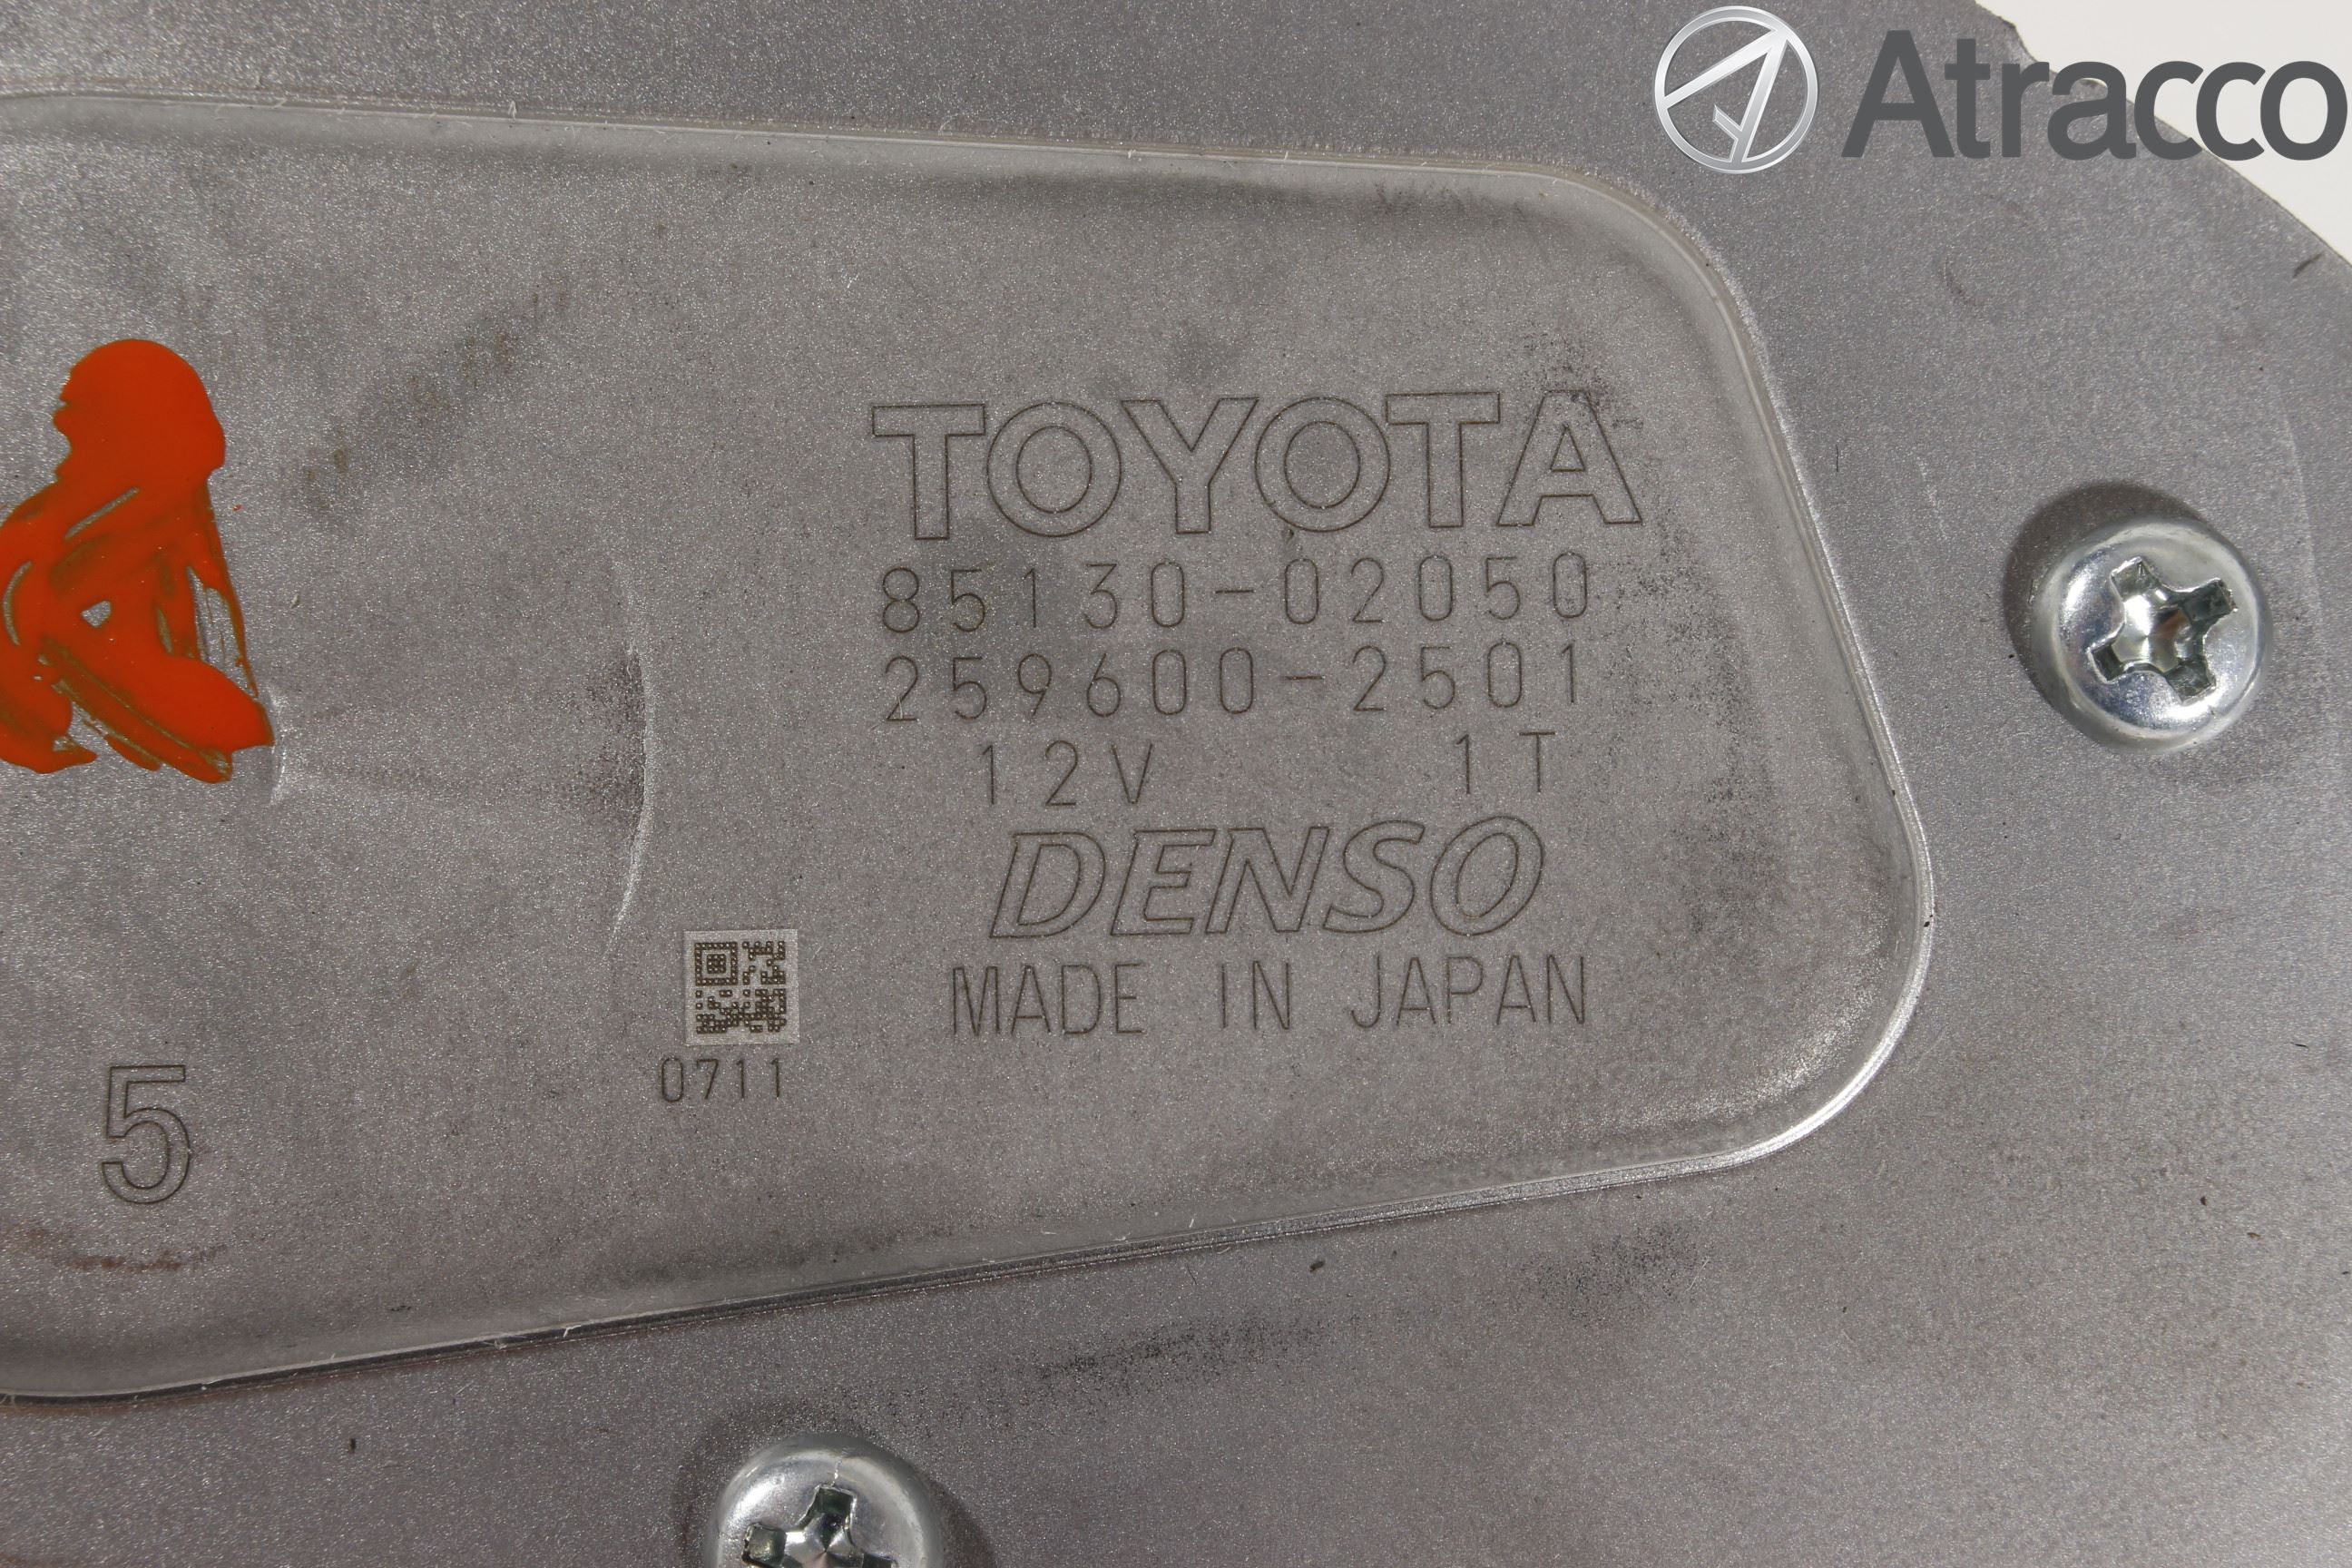 Atracco
TOYOTA
85130-02050
259600-2501
12V 1T
DENSO
MADE IN JAPAN
0711
5